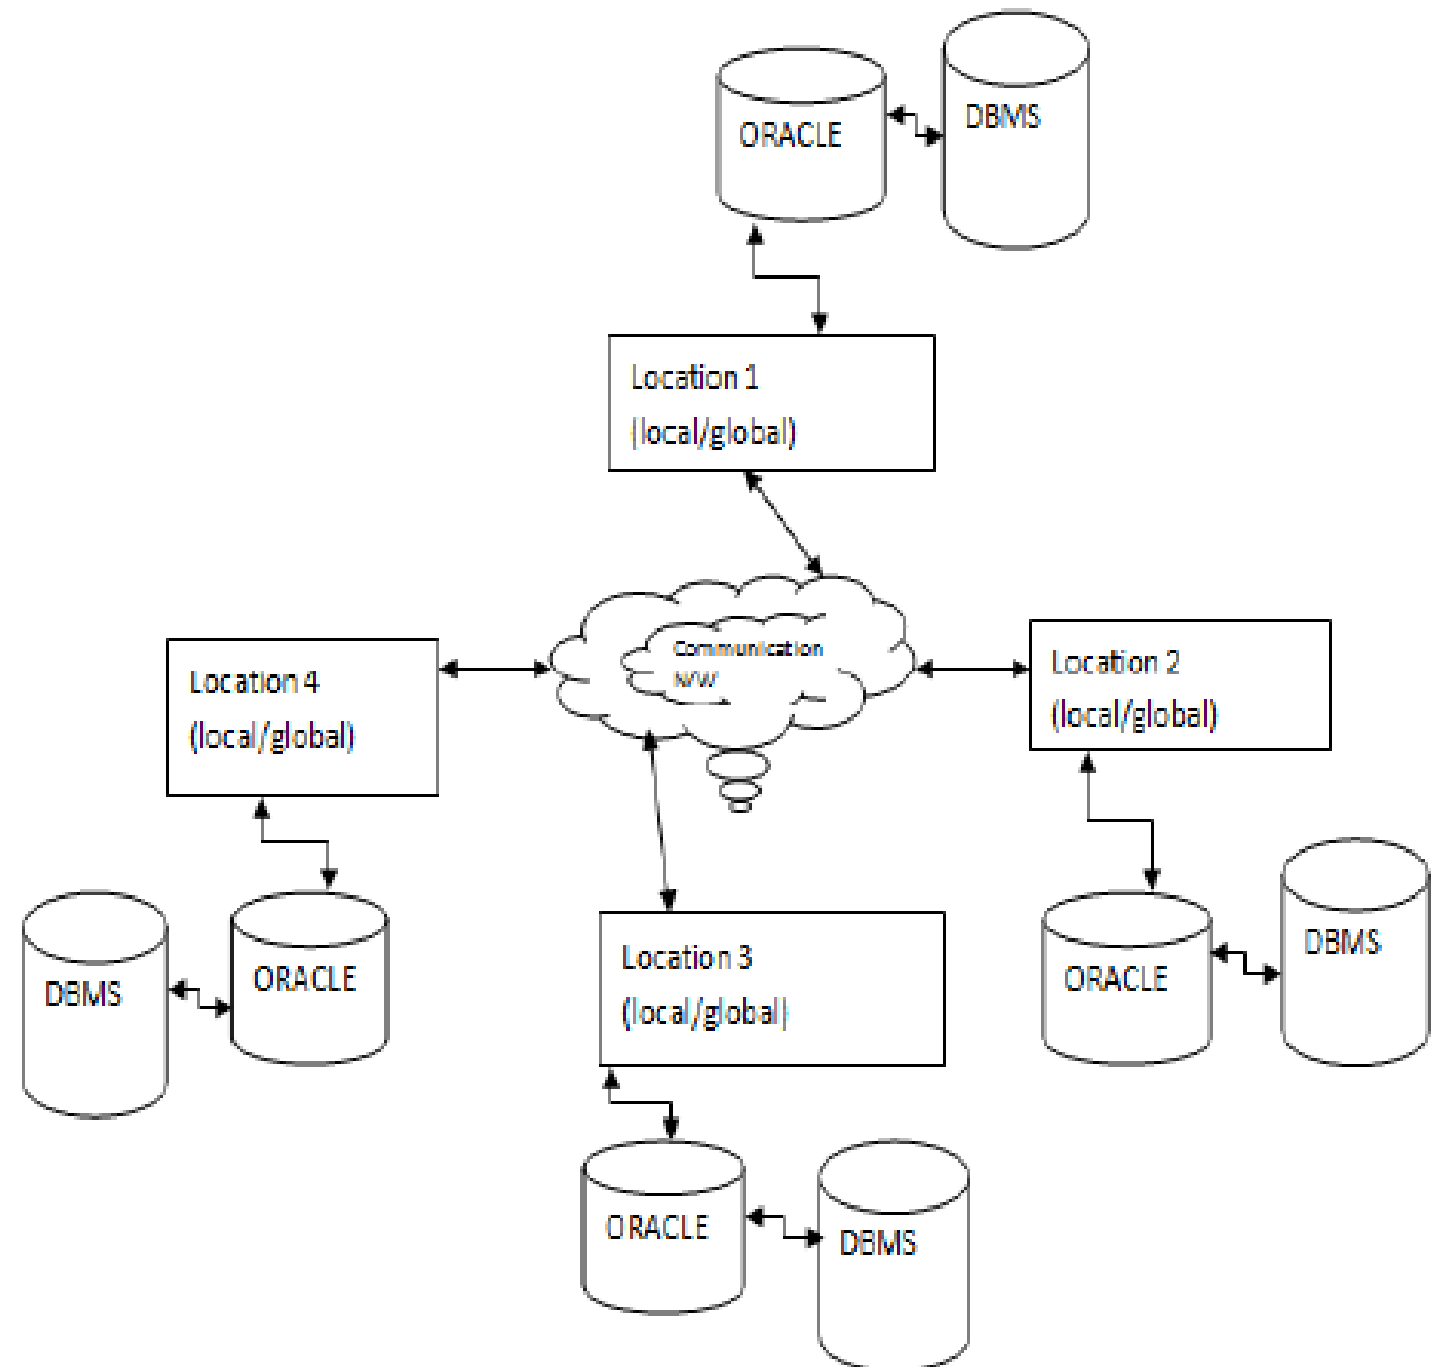 ORACLE
DBMS
Location 1
(local/global)
Communication
N/W
Location 4
(local/global)
Location 2
(local/global)
DBMS
ORACLE
Location 3
(local/global)
ORACLE
DBMS
ORACLE
DBMS